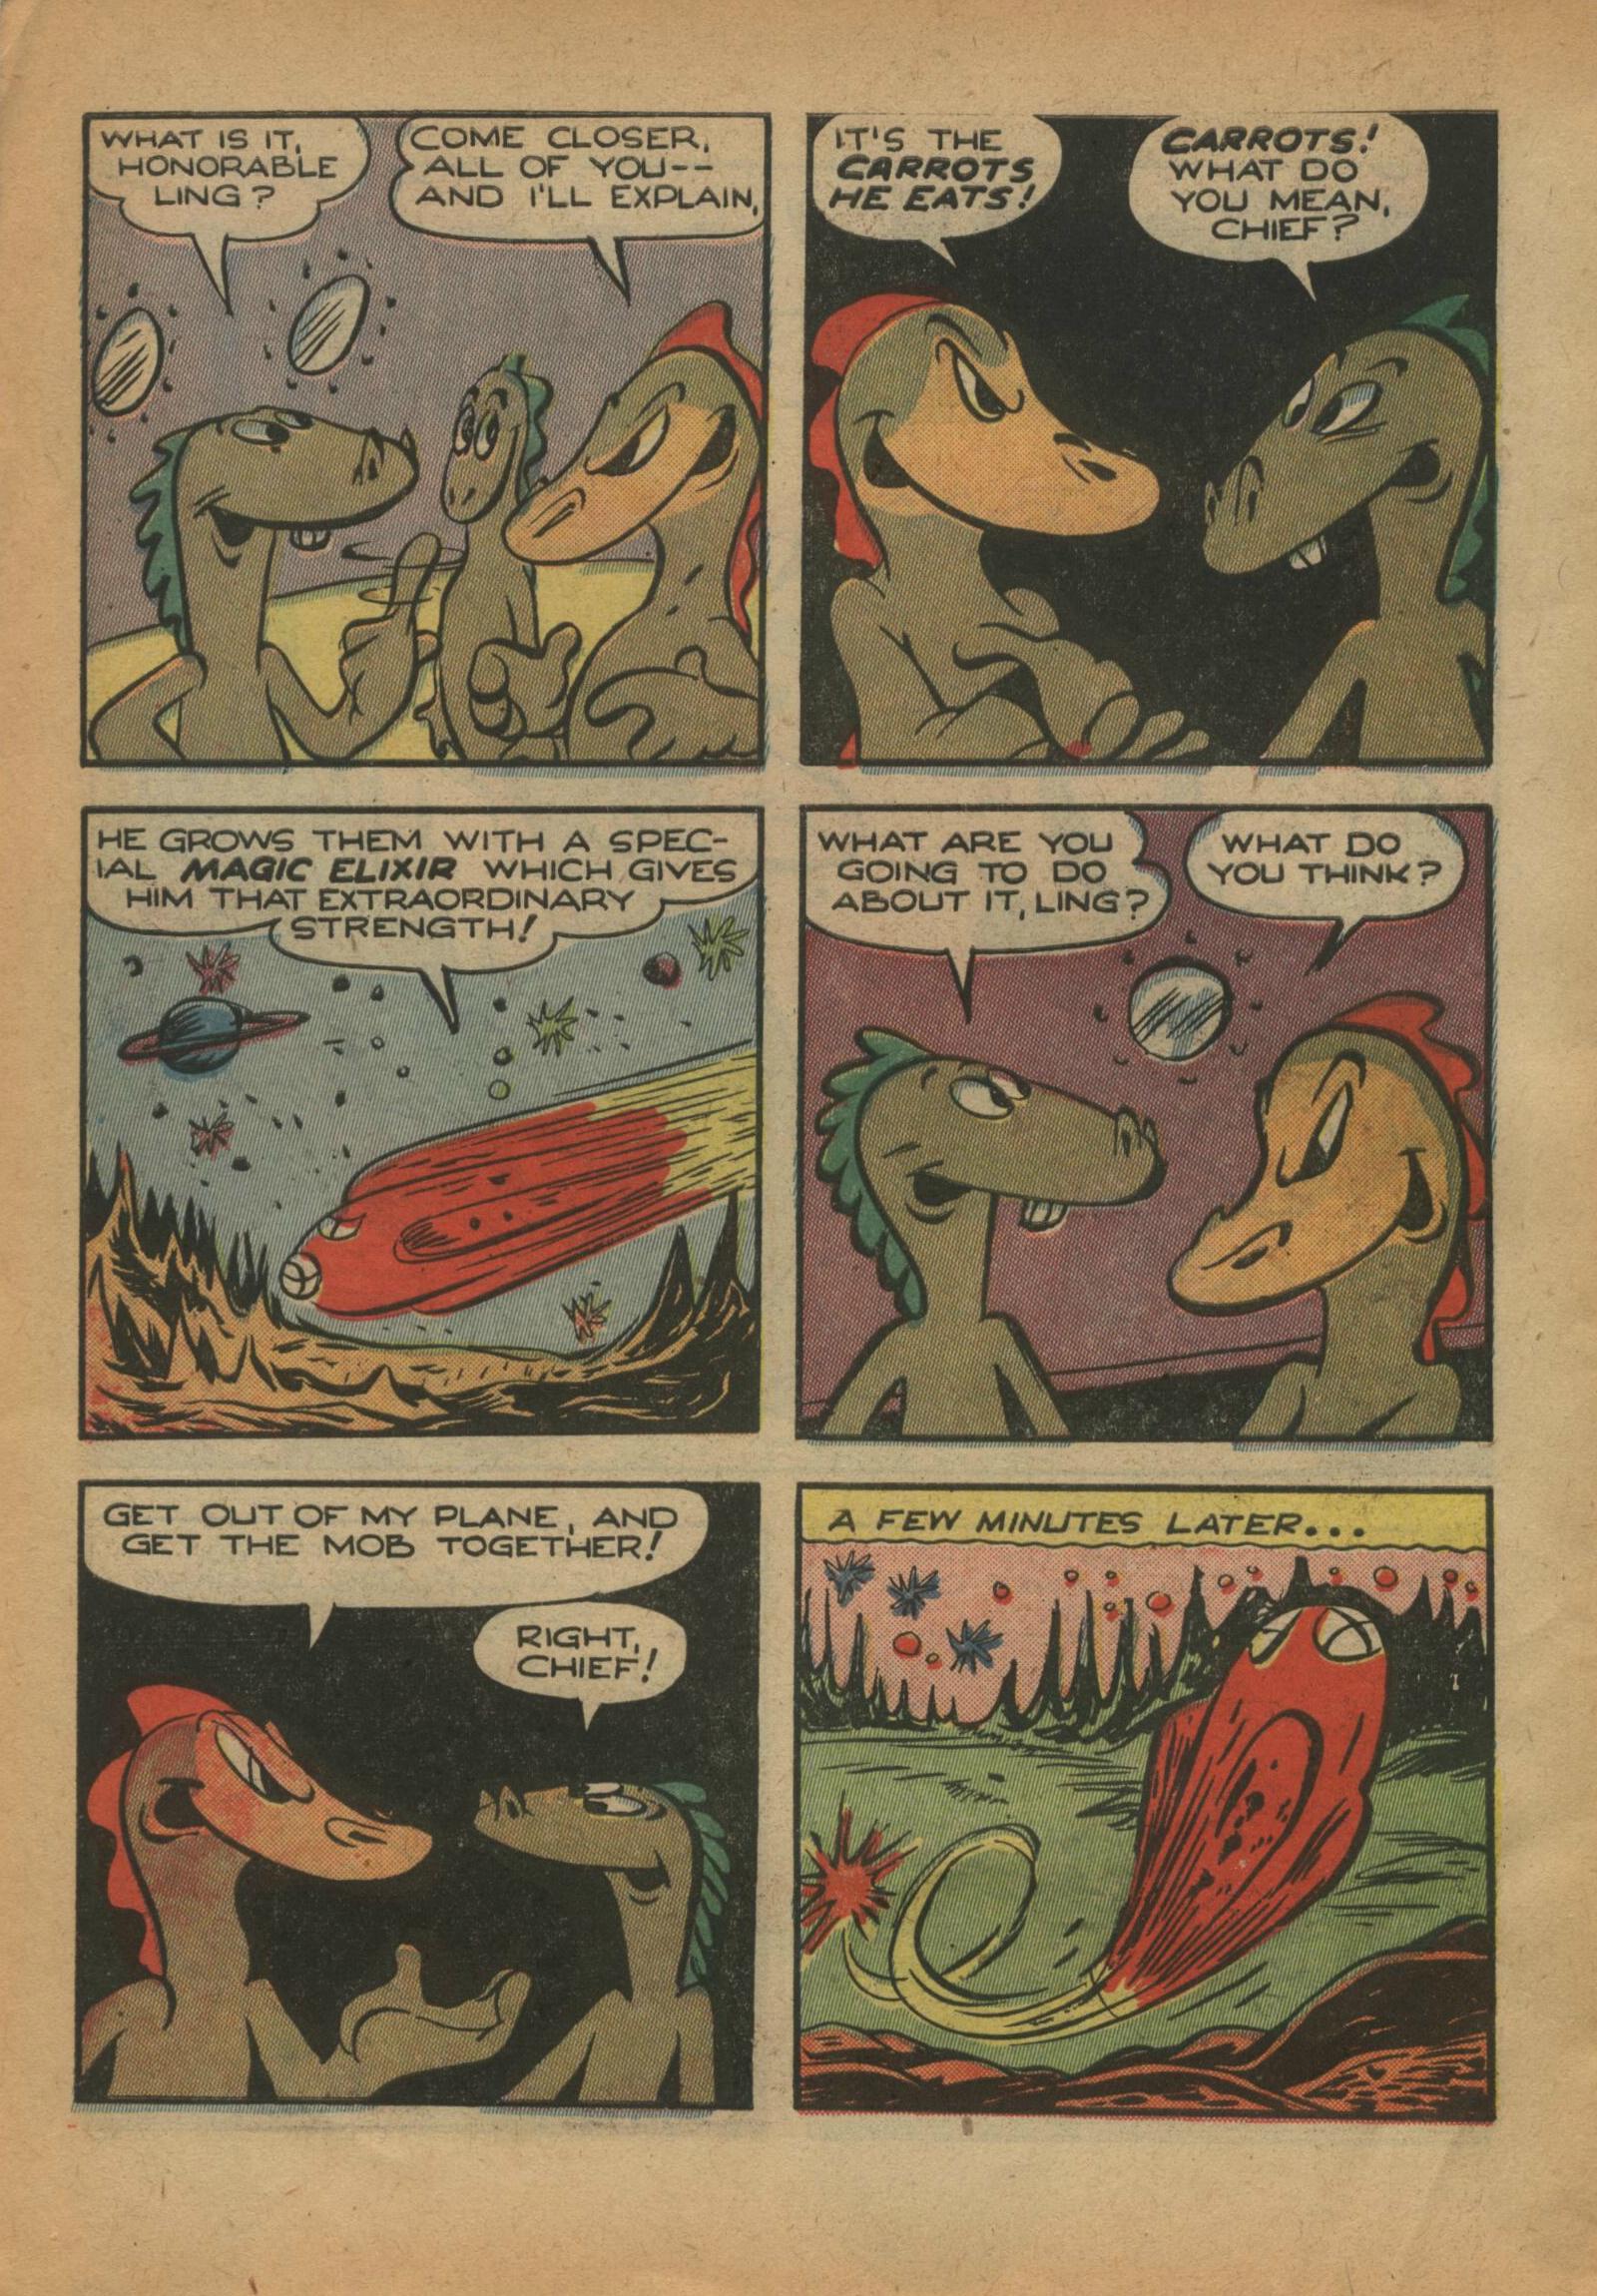 WHAT IS IT,
HONORABLE
LING?
COME CLOSER,
ALL OF YOU--
AND I'LL EXPLAIN,
IT'S THE
CARROTS
HE EATS!
CARROTS!
WHAT DO
YOU MEAN,
CHIEF?
HE GROWS THEM WITH A SPEC-
IAL MAGIC ELIXIR WHICH GIVES
HIM THAT EXTRAORDINARY
STRENGTH!
WHAT ARE YOU
GOING TO DO
ABOUT IT, LING?
WHAT DO
YOU THINK?
GET OUT OF MY PLANE, AND
GET THE MOB TOGETHER!
RIGHT,
CHIEF!
A FEW MINUTES LATER...